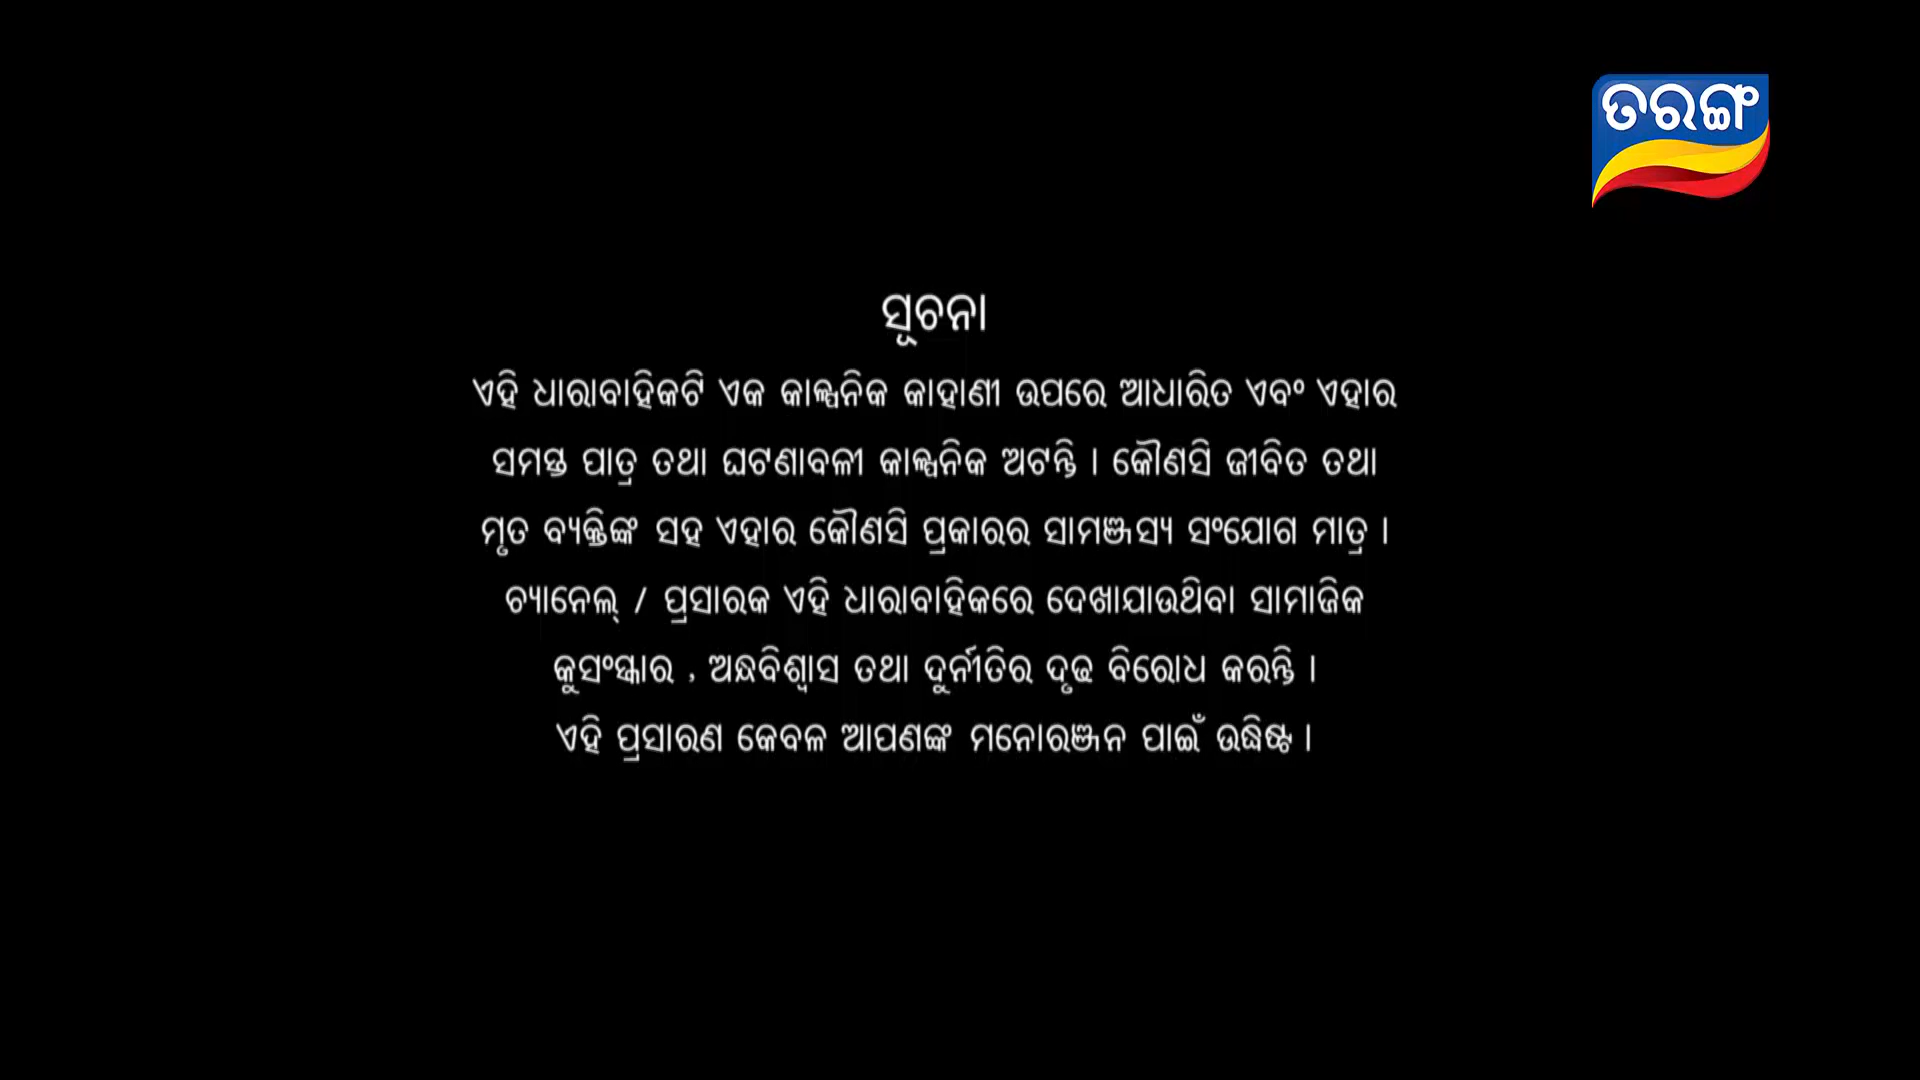 ତରଙ୍ଗ
ସୂଚନା
ଏହି ଧାରାବାହିକଟି ଏକ କାଳ୍ପନିକ କାହାଣୀ ଉପରେ ଆଧାରିତ ଏବଂ ଏହାର
ସମସ୍ତ ପାତ୍ର ତଥା ଘଟଣାବଳୀ କାଳ୍ପନିକ ଅଟନ୍ତି । କୌଣସି ଜୀବିତ ତଥା
ମୃତ ବ୍ୟକ୍ତିଙ୍କ ସହ ଏହାର କୌଣସି ପ୍ରକାରର ସାମଞ୍ଜସ୍ୟ ସଂଯୋଗ ମାତ୍ର ।
ଚ୍ୟାନେଲ୍ / ପ୍ରସାରକ ଏହି ଧାରାବାହିକରେ ଦେଖାଯାଉଥିବା ସାମାଜିକ
କୁସଂସ୍କାର , ଅନ୍ଧବିଶ୍ୱାସ ତଥା ଦୁର୍ନୀତିର ଦୃଢ ବିରୋଧ କରନ୍ତି ।
ଏହି ପ୍ରସାରଣ କେବଳ ଆପଣଙ୍କ ମନୋରଞ୍ଜନ ପାଇଁ ଉଦ୍ଧିଷ୍ଟ ।